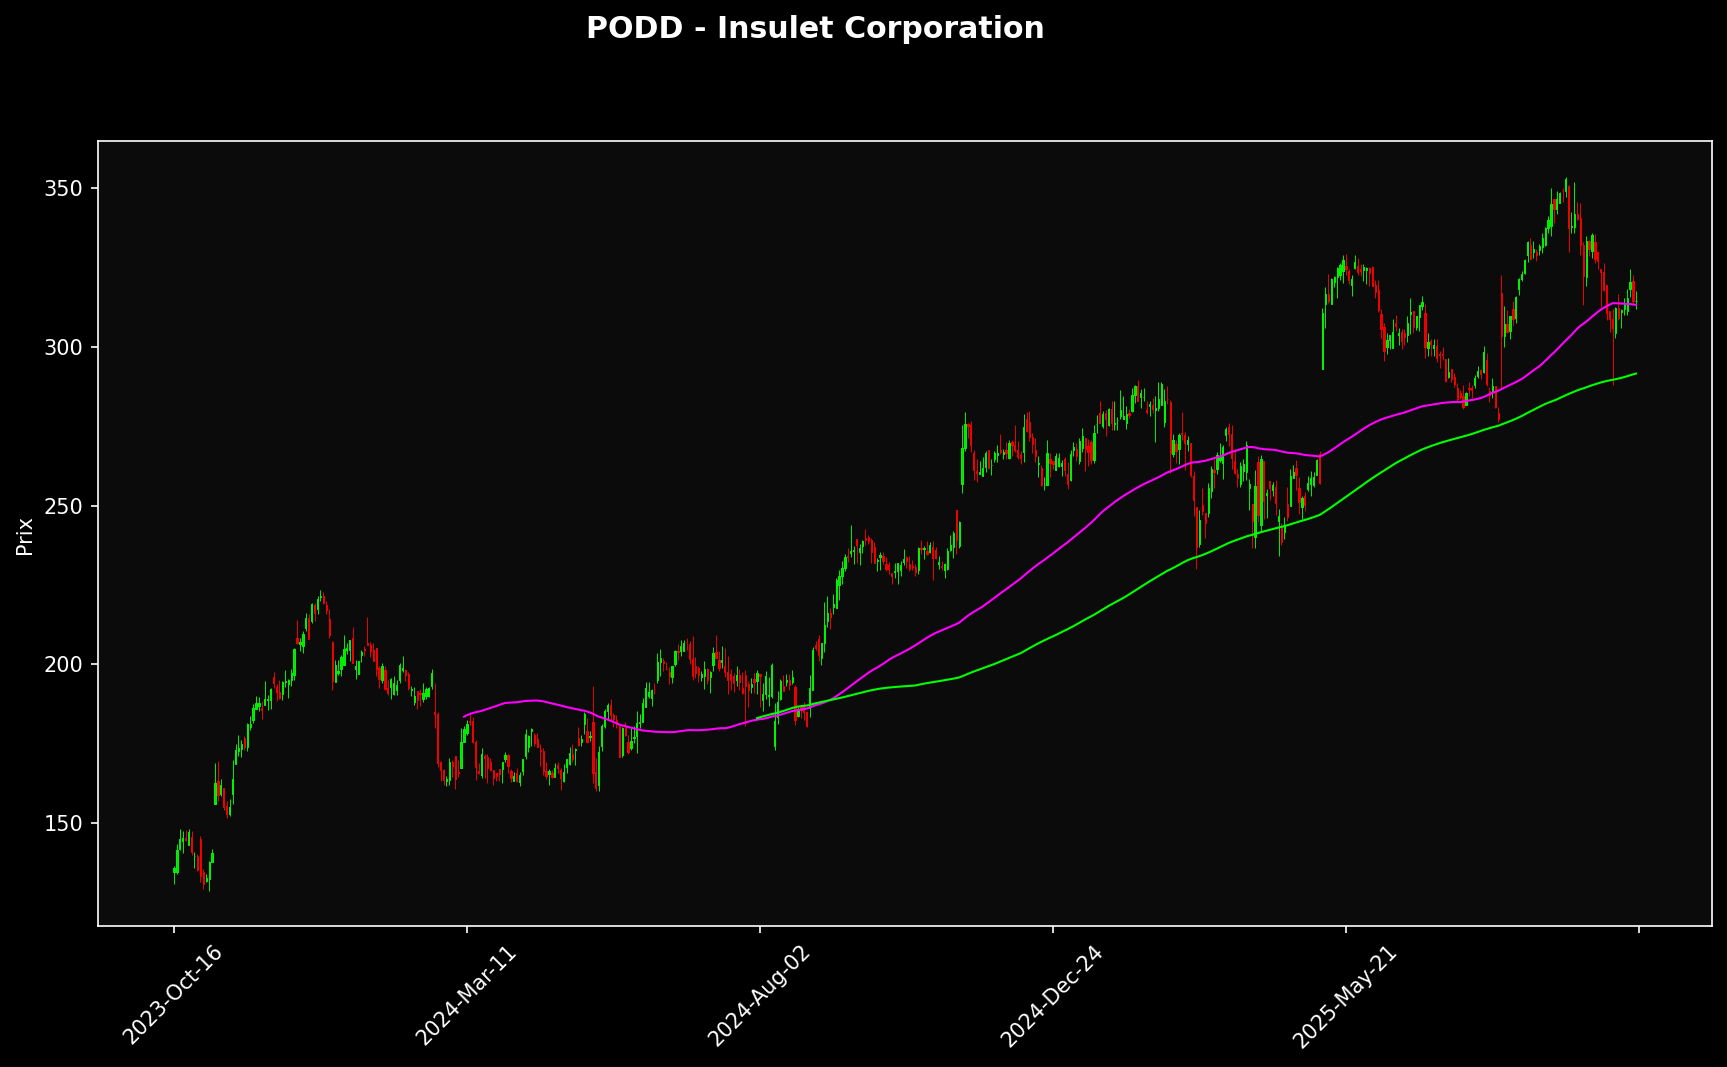 PODD - Insulet Corporation
Prix
350
300
250
200
150
2023-Oct-16
2024-Mar-11
2024-Aug-02
2024-Dec-24
2025-May-21